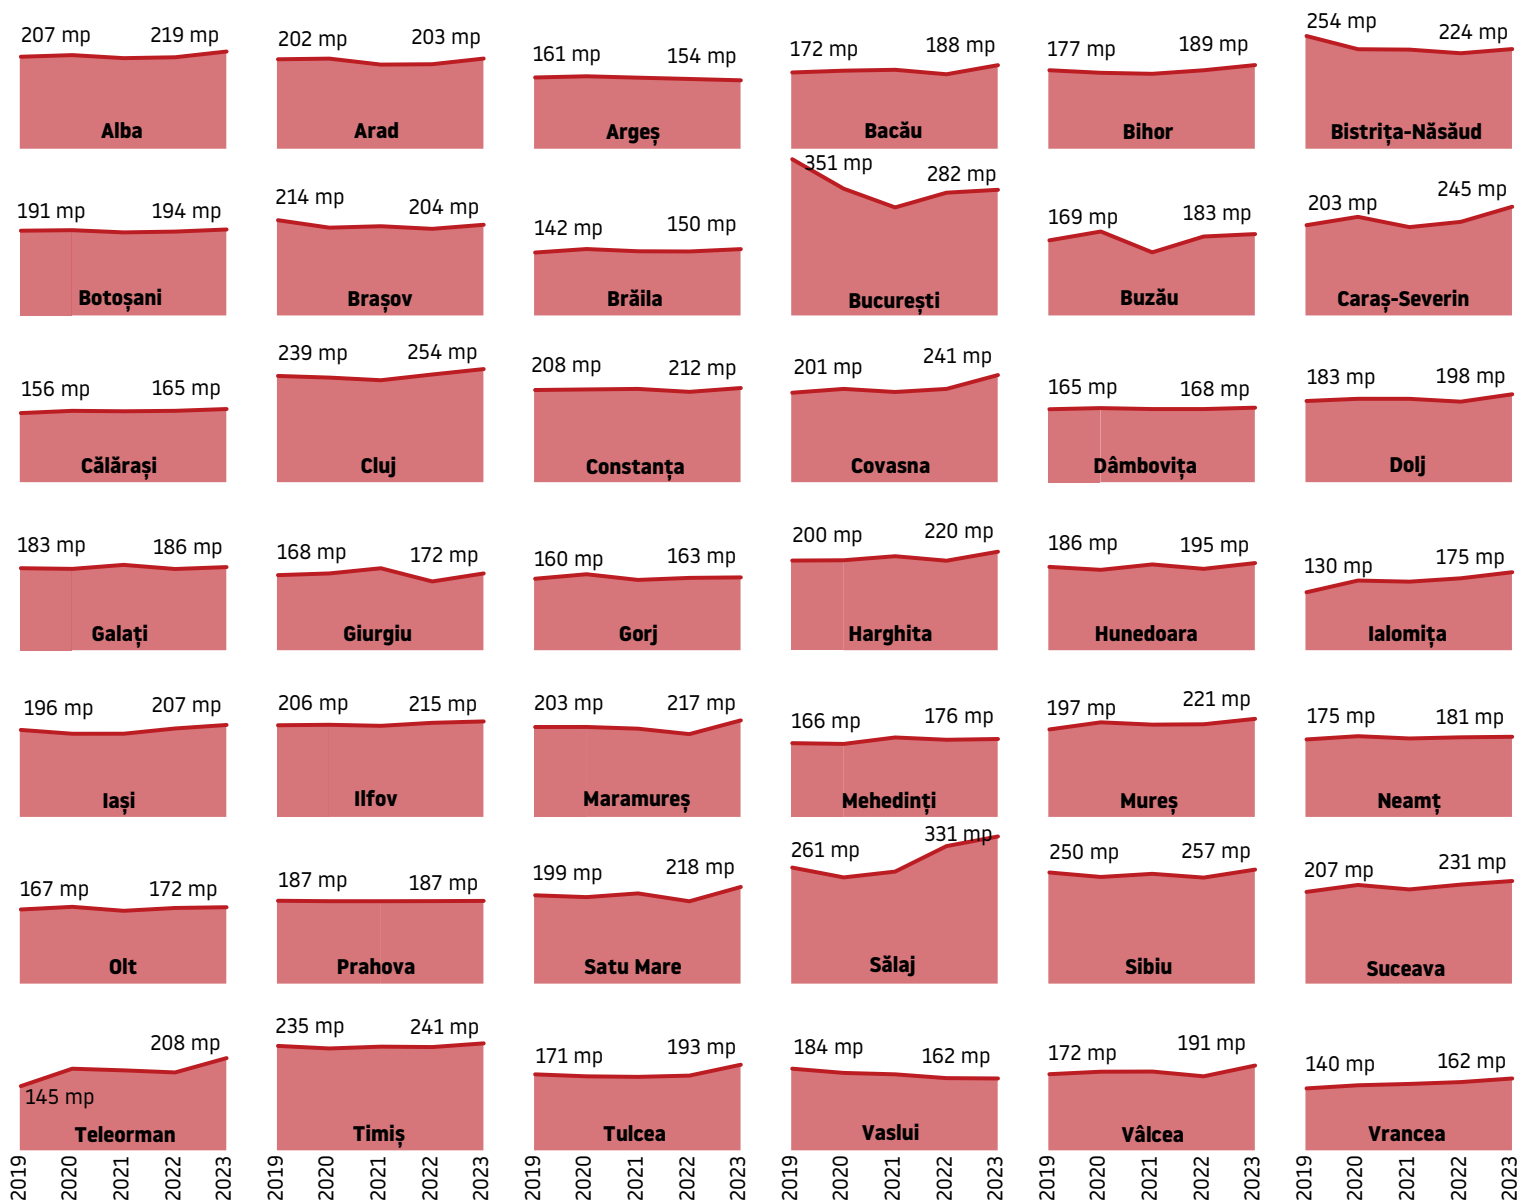 207 mp 219 mp
Alba
202 mp 203 mp
Arad
161 mp 154 mp
Argeș
172 mp 188 mp
Bacău
177 mp 189 mp
Bihor
254 mp 224 mp
Bistrița-Năsăud
191 mp 194 mp
Botoșani
214 mp 204 mp
Brașov
142 mp 150 mp
Brăila
351 mp 282 mp
București
169 mp 183 mp
Buzău
203 mp 245 mp
Caraș-Severin
156 mp 165 mp
Călărași
239 mp 254 mp
Cluj
208 mp 212 mp
Constanța
201 mp 241 mp
Covasna
165 mp 168 mp
Dâmbovița
183 mp 198 mp
Dolj
183 mp 186 mp
Galați
168 mp 172 mp
Giurgiu
160 mp 163 mp
Gorj
200 mp 220 mp
Harghita
186 mp 195 mp
Hunedoara
130 mp 175 mp
Ialomița
196 mp 207 mp
Iași
206 mp 215 mp
Ilfov
203 mp 217 mp
Maramureș
166 mp 176 mp
Mehedinți
197 mp 221 mp
Mureș
175 mp 181 mp
Neamț
167 mp 172 mp
Olt
187 mp 187 mp
Prahova
199 mp 218 mp
Satu Mare
261 mp 331 mp
Sălaj
250 mp 257 mp
Sibiu
207 mp 231 mp
Suceava
145 mp 208 mp
Teleorman
235 mp 241 mp
Timiș
171 mp 193 mp
Tulcea
184 mp 162 mp
Vaslui
172 mp 191 mp
Vâlcea
140 mp 162 mp
Vrancea
2019 2020 2021 2022 2023
2019 2020 2021 2022 2023
2019 2020 2021 2022 2023
2019 2020 2021 2022 2023
2019 2020 2021 2022 2023
2019 2020 2021 2022 2023